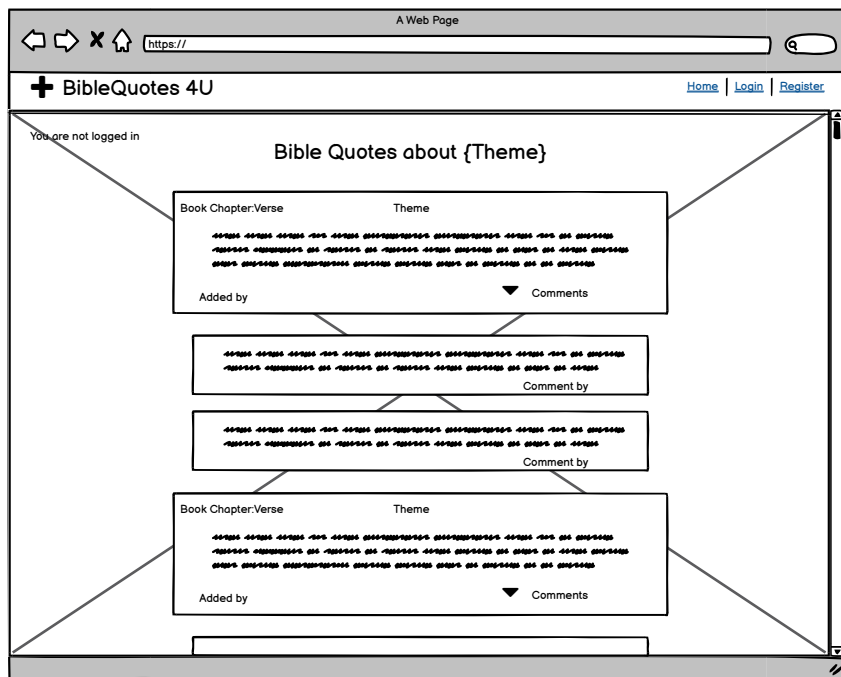 A Web Page
https://
BibleQuotes 4U
Home Login Register
You are not logged in
Bible Quotes about {Theme}
Book Chapter:Verse Theme
Added by Comments
Comment by
Comment by
Book Chapter:Verse Theme
Added by Comments